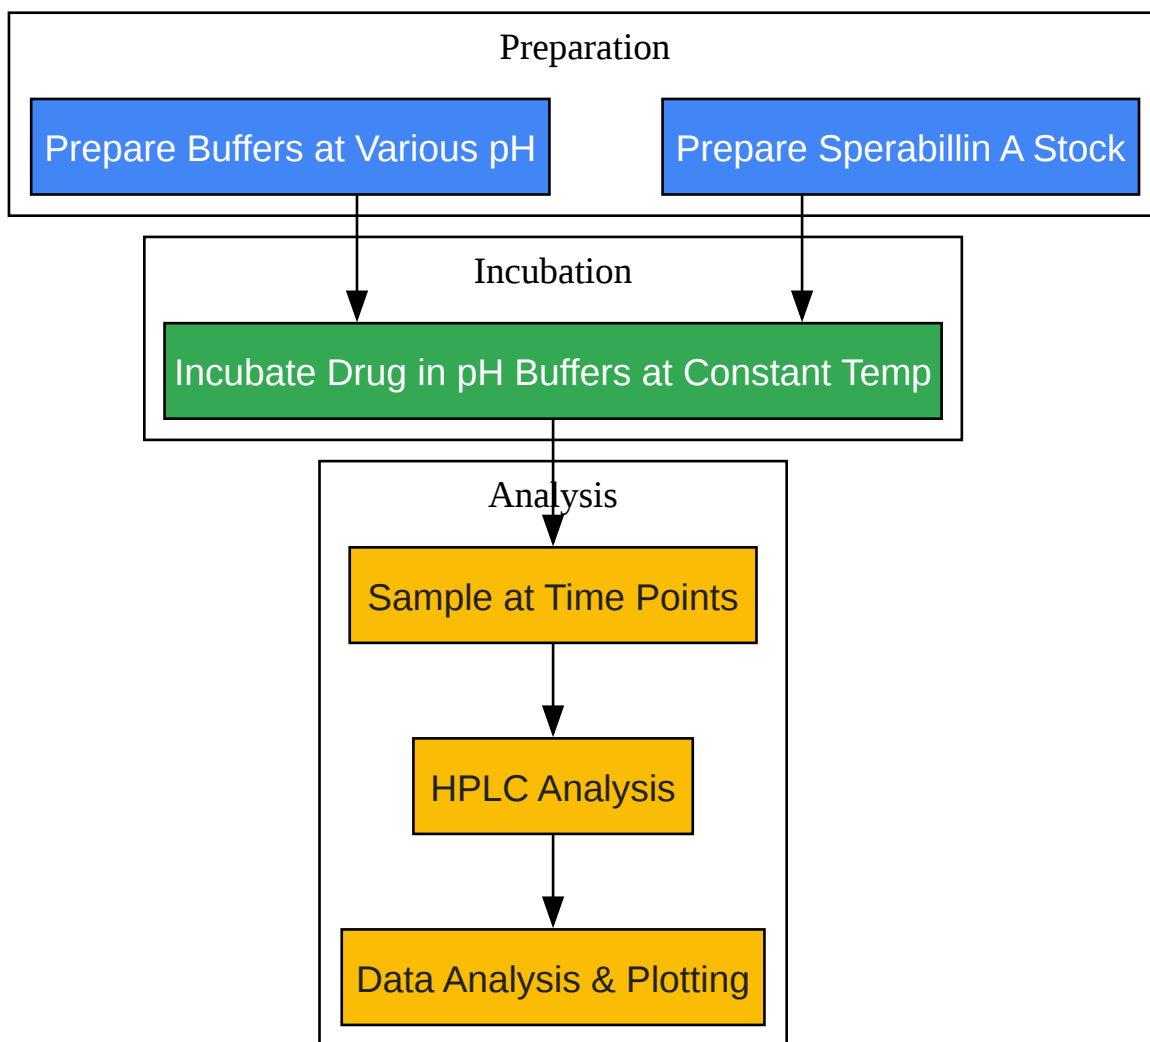 Preparation
Prepare Buffers at Various pH
Prepare Sperabillin A Stock
Incubation
Incubate Drug in pH Buffers at Constant Temp
Analysis
Sample at Time Points
HPLC Analysis
Data Analysis & Plotting